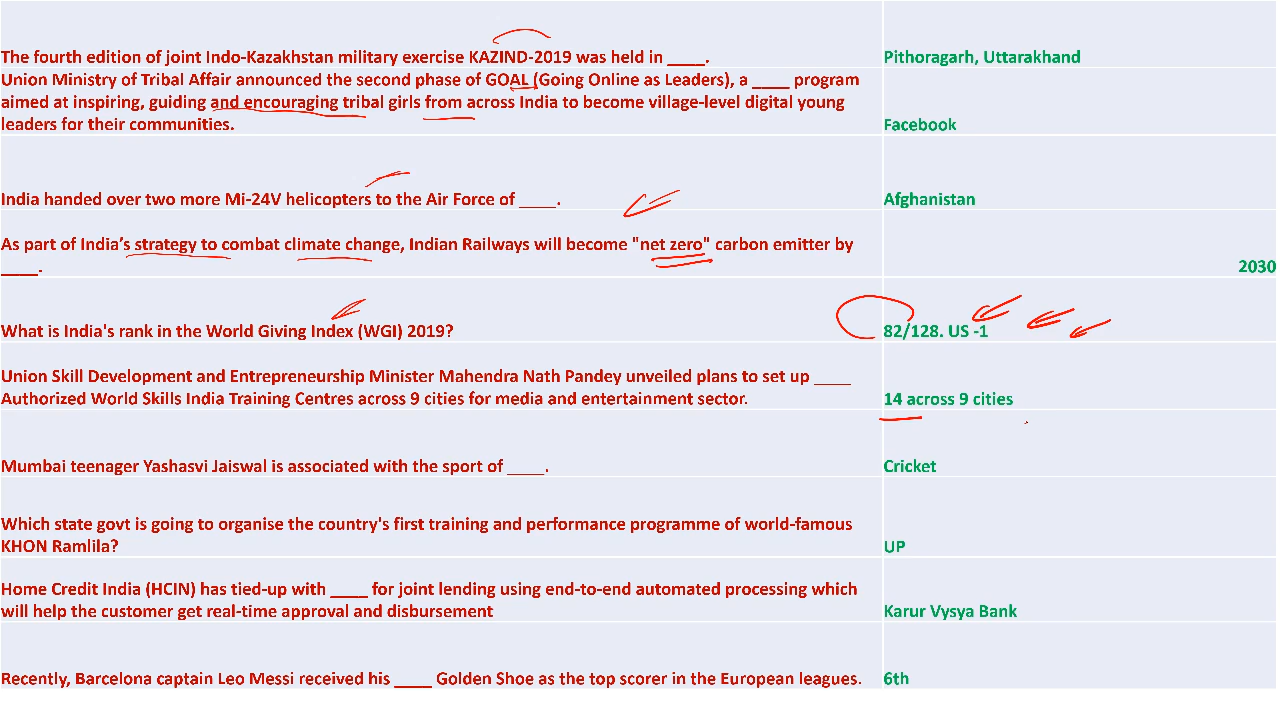 The fourth edition of joint Indo-Kazakhstan military exercise KAZIND-2019 was held in ____.
Pithoragarh, Uttarakhand
Union Ministry of Tribal Affair announced the second phase of GOAL (Going Online as Leaders), a ____ program
aimed at inspiring, guiding and encouraging tribal girls from across India to become village-level digital young
leaders for their communities.
Facebook
India handed over two more Mi-24V helicopters to the Air Force of ____.
Afghanistan
As part of India's strategy to combat climate change, Indian Railways will become "net zero" carbon emitter by
____.
2030
What is India's rank in the World Giving Index (WGI) 2019?
82/128. US -1
Union Skill Development and Entrepreneurship Minister Mahendra Nath Pandey unveiled plans to set up ____
Authorized World Skills India Training Centres across 9 cities for media and entertainment sector.
14 across 9 cities
Mumbai teenager Yashasvi Jaiswal is associated with the sport of ____.
Cricket
Which state govt is going to organise the country's first training and performance programme of world-famous
KHON Ramlila?
UP
Home Credit India (HCIN) has tied-up with ____ for joint lending using end-to-end automated processing which
will help the customer get real-time approval and disbursement
Karur Vysya Bank
Recently, Barcelona captain Leo Messi received his ____ Golden Shoe as the top scorer in the European leagues.
6th